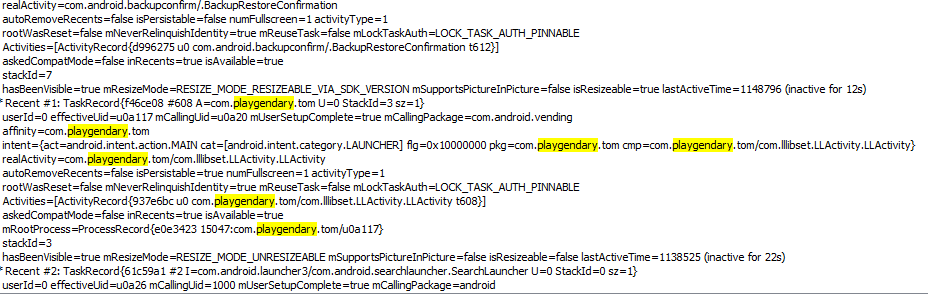 realActivity=com.android.backupconfirm/.BackupRestoreConfirmation
autoRemoveRecents=false isPersistable=false numFullscreen=1 activityType=1
rootWasReset=false mNeverRelinquishIdentity=true mReuseTask=false mLockTaskAuth=LOCK_TASK_AUTH_PINNABLE
Activities=[ActivityRecord{d996275 u0 com.android.backupconfirm/.BackupRestoreConfirmation t612}]
askedCompatMode=false inRecents=true isAvailable=true
stackId=7
hasBeenVisible=true mResizeMode=RESIZE_MODE_RESIZEABLE_VIA_SDK_VERSION mSupportsPictureInPicture=false isResizeable=true lastActiveTime=1148796 (inactive for 12s)
* Recent #1: TaskRecord{f46ce08 #608 A=com.playgendary.tom U=0 StackId=3 sz=1}
userId=0 effectiveUid=u0a117 mCallingUid=u0a20 mUserSetupComplete=true mCallingPackage=com.android.vending
affinity=com.playgendary.tom
intent={act=android.intent.action.MAIN cat=[android.intent.category.LAUNCHER] flg=0x10000000 pkg=com.playgendary.tom cmp=com.playgendary.tom/com.lllibset.LLActivity.LLActivity}
realActivity=com.playgendary.tom/com.lllibset.LLActivity.LLActivity
autoRemoveRecents=false isPersistable=true numFullscreen=1 activityType=1
rootWasReset=false mNeverRelinquishIdentity=true mReuseTask=false mLockTaskAuth=LOCK_TASK_AUTH_PINNABLE
Activities=[ActivityRecord{937e6bc u0 com.playgendary.tom/com.lllibset.LLActivity.LLActivity t608}]
askedCompatMode=false inRecents=true isAvailable=true
mRootProcess=ProcessRecord{e0e3423 15047:com.playgendary.tom/u0a117}
stackId=3
hasBeenVisible=true mResizeMode=RESIZE_MODE_UNRESIZEABLE mSupportsPictureInPicture=false isResizeable=false lastActiveTime=1138525 (inactive for 22s)
* Recent #2: TaskRecord{61c59a1 #2 I=com.android.launcher3/com.android.searchlauncher.SearchLauncher U=0 StackId=0 sz=1}
userId=0 effectiveUid=u0a26 mCallingUid=1000 mUserSetupComplete=true mCallingPackage=android